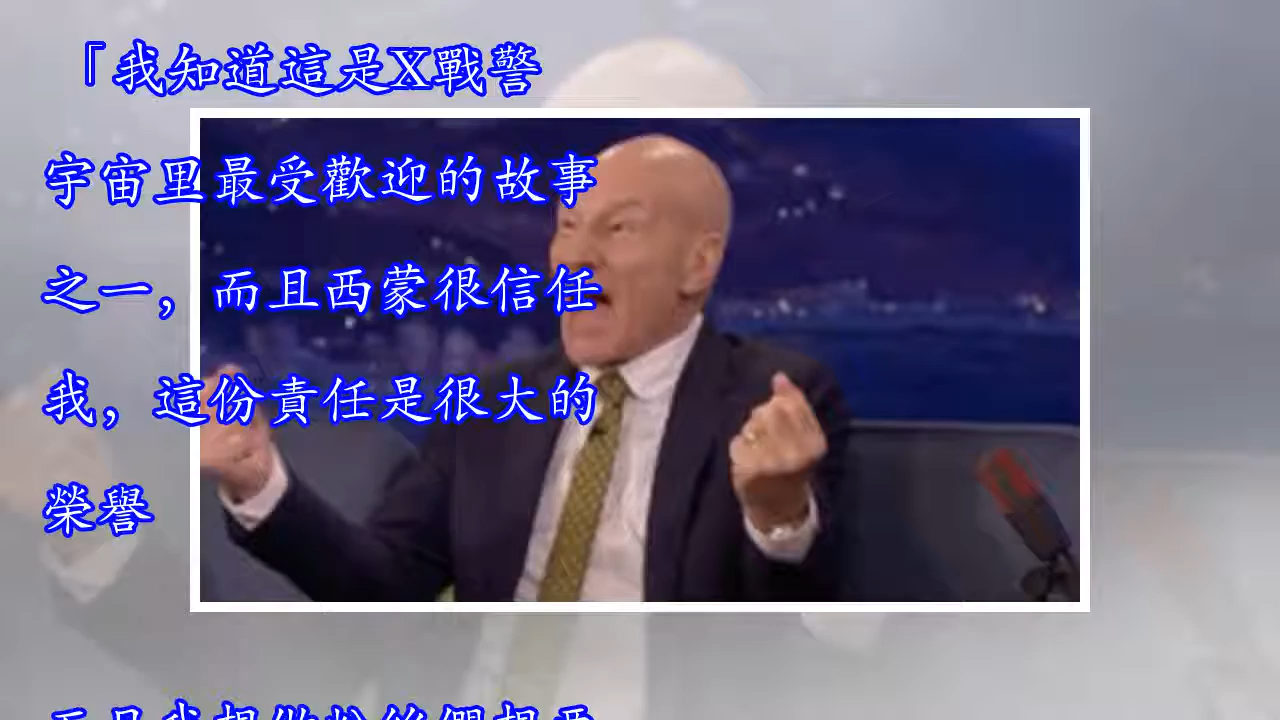 「我知道這是X戰警
宇宙里最受歡迎的故事
之一，而且西蒙很信任
我，這份責任是很大的
榮譽